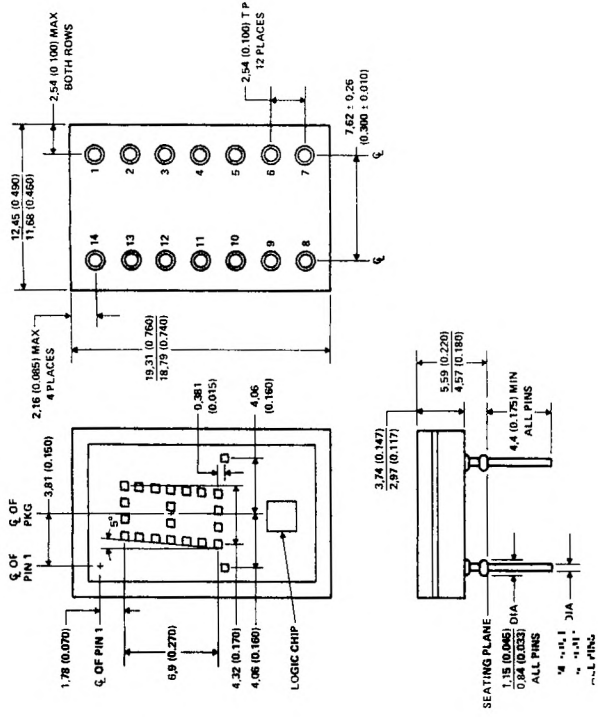 12,45 (0.490)
11,68 (0.460)
2,54 (0.100) MAX
BOTH ROWS
2,16 (0.085) MAX
4 PLACES
14
13
12
11
10
9
8
1
2
3
4
5
6
7
2,54 (0.100) T P
12 PLACES
19,31 (0.760)
18,79 (0.740)
7,62 ± 0,26
(0.300 ± 0.010)
℄
℄
℄ OF
PIN 1
℄ OF
PKG
3,81 (0.150)
1,78 (0.070)
℄ OF PIN 1
5°
6,9 (0.270)
0,381
(0.015)
4,06
(0.160)
4,32 (0.170)
4,06 (0.160)
LOGIC CHIP
3,74 (0.147)
2,97 (0.117)
5,59 (0.220)
4,57 (0.180)
4,4 (0.175) MIN
ALL PINS
SEATING PLANE
1,15 (0.045)
0,84 (0.033) DIA
ALL PINS
DIA